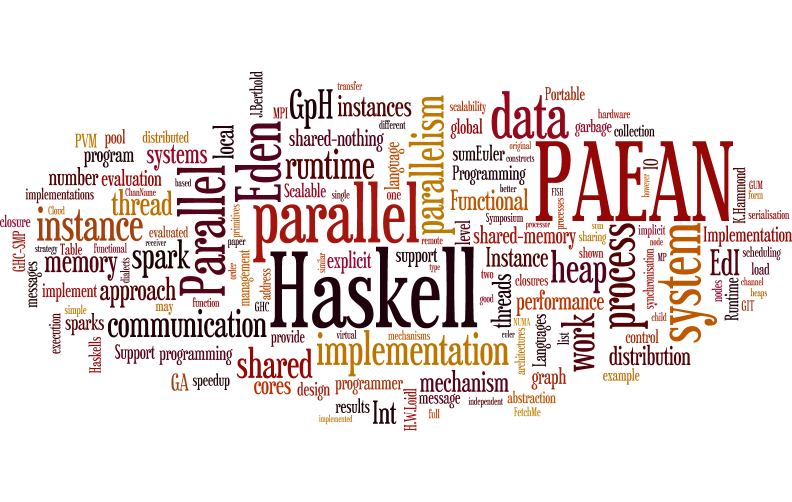 transfer
J.Berthold
MPI
GpH
instances
different
parallelism
scalability
Portable
hardware
data
global
garbage
collection
PVM
pool
distributed
local
Eden
shared-nothing
language
sumEuler
original
constructs
PAEAN
10
however
program
systems
runtime
Programming
number
evaluation
based
Parallel
Scalable
single
one
better
Functional
FISH
processes
K.Hammond
GUM
form
implementations
ChanName
thread
primitives
parallel
Symposium
serialisation
closure
Cloud
instance
evaluated
paper
remote
level
processor
shared-memory
sum
sharing
implicit
node
Implementation
GHC-SMP
strategy
Table
functional
receiver
order
management
address
similar
explicit
support
type
Instance
shown
process
synchronisation
MP
system
scheduling
memory
dialects
spark
Haskell
two
closures
heap
EdI
load
messages
implement
approach
function
GHC
good
threads
performance
nodes
Runtime
channel
heaps
GIT
simple
may
execution
sparks
communication
provide
virtual
mechanisms
euler
NUMA
architectures
Languages
list
work
child
control
Haskells
Support
programming
shared
implementation
distribution
GA
speedup
cores
design
programmer
mechanism
graph
example
results
Int
H.W.Loidl
message
independent
abstraction
implemented
full
FetchMe